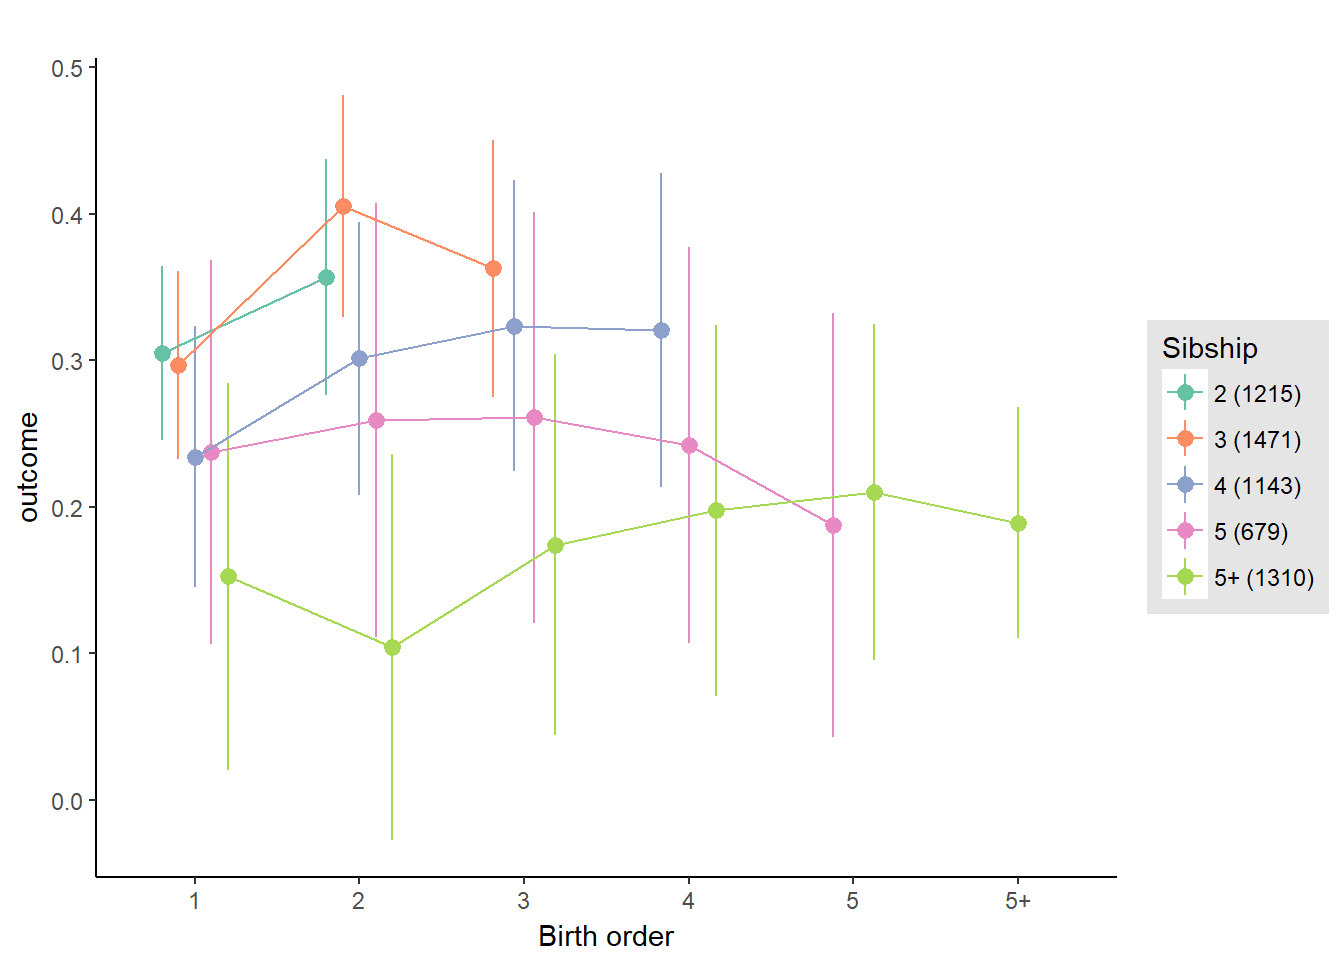 0.5
0.4
0.3
0.2
0.1
0.0
outcome
1 2 3 4 5 5+
Birth order
Sibship
2 (1215)
3 (1471)
4 (1143)
5 (679)
5+ (1310)